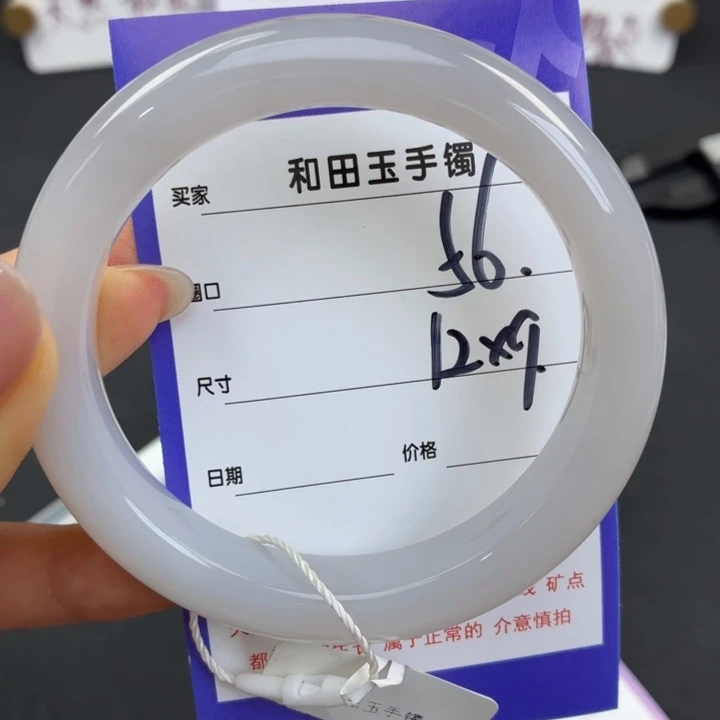 和田玉手镯
买家
圈口 56.
尺寸 12x9.
日期 价格
矿点
属于正常的 介意慎拍
都
玉手镯